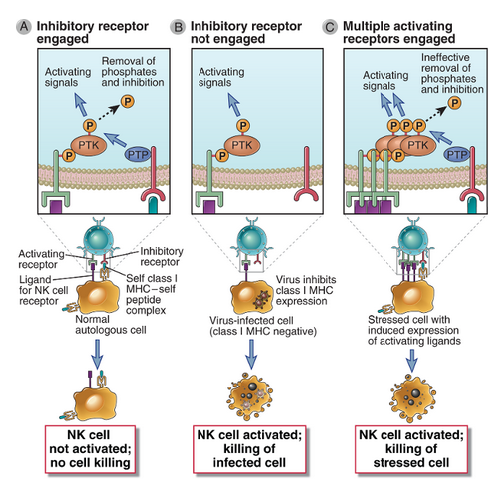 A Inhibitory receptor
engaged
Removal of
phosphates
and inhibition
Activating
signals
P
P
PTK
P
PTP
B Inhibitory receptor
not engaged
Activating
signals
P
PTK
P
C Multiple activating
receptors engaged
Ineffective
removal of
phosphates
and inhibition
Activating
signals
P
P P P
PTK
P
PTP
Activating
receptor
Inhibitory
receptor
Ligand
for NK cell
receptor
Self class I
MHC–self
peptide
complex
Normal
autologous cell
Virus inhibits
class I MHC
expression
Virus-infected cell
(class I MHC negative)
Stressed cell with
induced expression
of activating ligands
NK cell
not activated;
no cell killing
NK cell activated;
killing of
infected cell
NK cell activated;
killing of
stressed cell